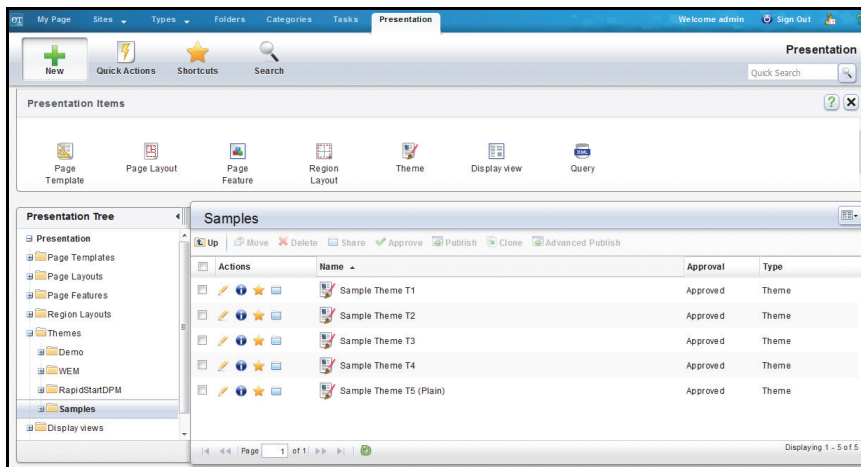 OT My Page Sites Types Folders Categories Tasks Presentation Welcome admin Sign Out
New Quick Actions Shortcuts Search
Presentation
Quick Search
Presentation Items
?
Page Template
Page Layout
Page Feature
Region Layout
Theme
Display view
XML
Query
Presentation Tree
Presentation
Page Templates
Page Layouts
Page Features
Region Layouts
Themes
Demo
WEM
RapidStartDPM
Samples
Display views
Samples
Up Move Delete Share Approve Publish Clone Advanced Publish
Actions Name Approval Type
Sample Theme T1 Approved Theme
Sample Theme T2 Approved Theme
Sample Theme T3 Approved Theme
Sample Theme T4 Approved Theme
Sample Theme T5 (Plain) Approved Theme
Page 1 of 1 Displaying 1 - 5 of 5